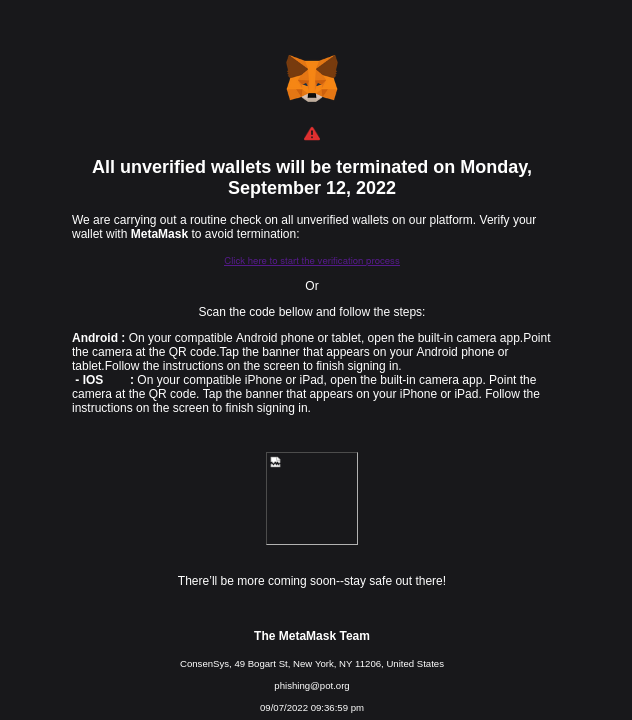 All unverified wallets will be terminated on Monday,
September 12, 2022
We are carrying out a routine check on all unverified wallets on our platform. Verify your
wallet with MetaMask to avoid termination:
Click here to start the verification process
Or
Scan the code bellow and follow the steps:
Android : On your compatible Android phone or tablet, open the built-in camera app.Point
the camera at the QR code.Tap the banner that appears on your Android phone or
tablet.Follow the instructions on the screen to finish signing in.
- IOS : On your compatible iPhone or iPad, open the built-in camera app. Point the
camera at the QR code. Tap the banner that appears on your iPhone or iPad. Follow the
instructions on the screen to finish signing in.
There’ll be more coming soon--stay safe out there!
The MetaMask Team
ConsenSys, 49 Bogart St, New York, NY 11206, United States
phishing@pot.org
09/07/2022 09:36:59 pm